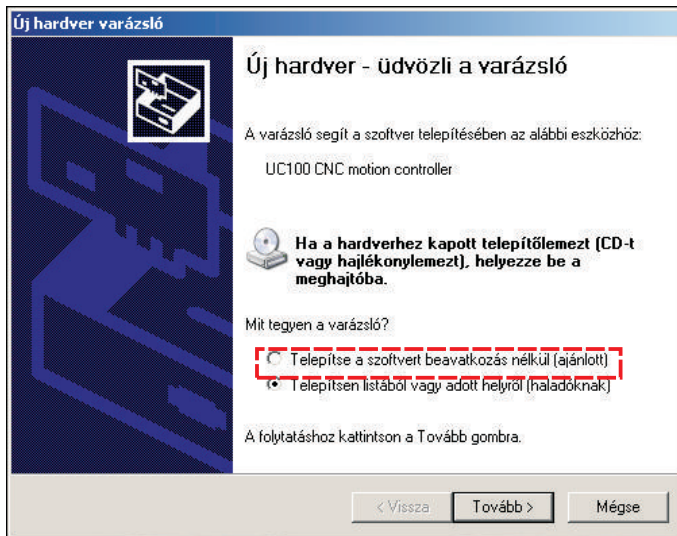 Új hardver varázsló
Új hardver - üdvözli a varázsló
A varázsló segít a szoftver telepítésében az alábbi eszközhöz:
UC100 CNC motion controller
Ha a hardverhez kapott telepítőlemezt (CD-t
vagy hajlékonylemezt), helyezze be a
meghajtóba.
Mit tegyen a varázsló?
Telepítse a szoftvert beavatkozás nélkül (ajánlott)
Telepítsen listából vagy adott helyről (haladóknak)
A folytatáshoz kattintson a Tovább gombra.
< Vissza
Tovább >
Mégse